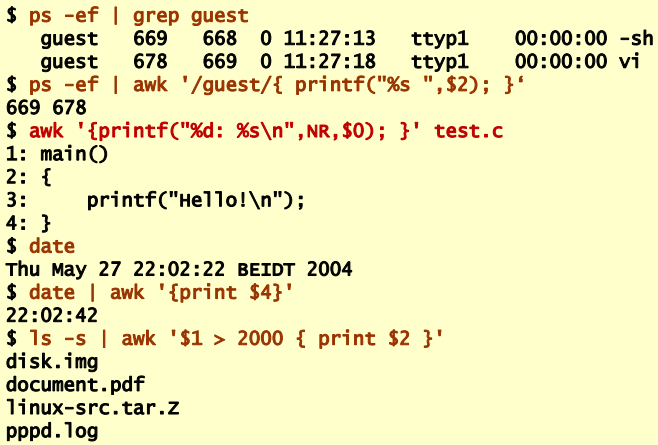 $ ps -ef | grep guest
   guest   669   668  0 11:27:13   ttyp1    00:00:00 -sh
   guest   678   669  0 11:27:18   ttyp1    00:00:00 vi
$ ps -ef | awk '/guest/{ printf("%s ",$2); }‘
669 678
$ awk '{printf("%d: %s\n",NR,$0); }' test.c
1: main()
2: {
3:     printf("Hello!\n");
4: }
$ date
Thu May 27 22:02:22 BEIDT 2004
$ date | awk '{print $4}'
22:02:42
$ ls -s | awk '$1 > 2000 { print $2 }'
disk.img
document.pdf
linux-src.tar.Z
pppd.log